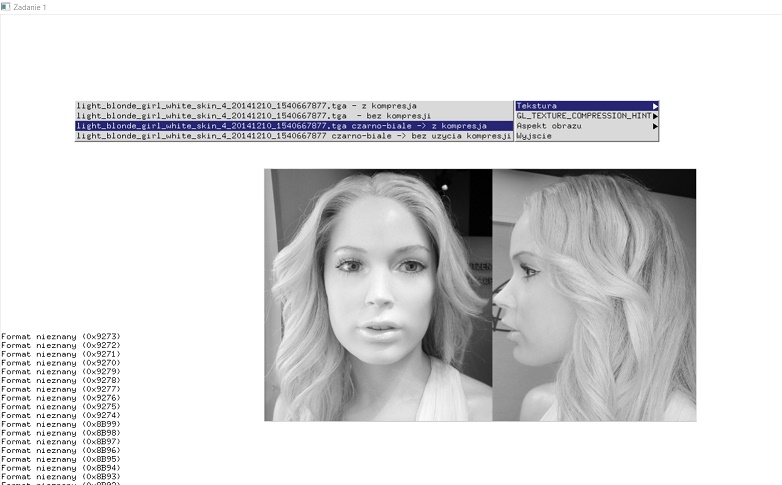 Zadanie 1
light_blonde_girl_white_skin_4_20141210_1540667877.tga - z kompresja
light_blonde_girl_white_skin_4_20141210_1540667877.tga  - bez kompresji
light_blonde_girl_white_skin_4_20141210_1540667877.tga czarno-biale -> z kompresja
light_blonde_girl_white_skin_4_20141210_1540667877 czarno-biale -> bez uzycia kompresji
Tekstura
GL_TEXTURE_COMPRESSION_HINT
Aspekt obrazu
Wyjscie
Format nieznany (0x9273)
Format nieznany (0x9272)
Format nieznany (0x9271)
Format nieznany (0x9270)
Format nieznany (0x9279)
Format nieznany (0x9278)
Format nieznany (0x9277)
Format nieznany (0x9276)
Format nieznany (0x9275)
Format nieznany (0x9274)
Format nieznany (0x8B99)
Format nieznany (0x8B98)
Format nieznany (0x8B97)
Format nieznany (0x8B96)
Format nieznany (0x8B95)
Format nieznany (0x8B94)
Format nieznany (0x8B93)